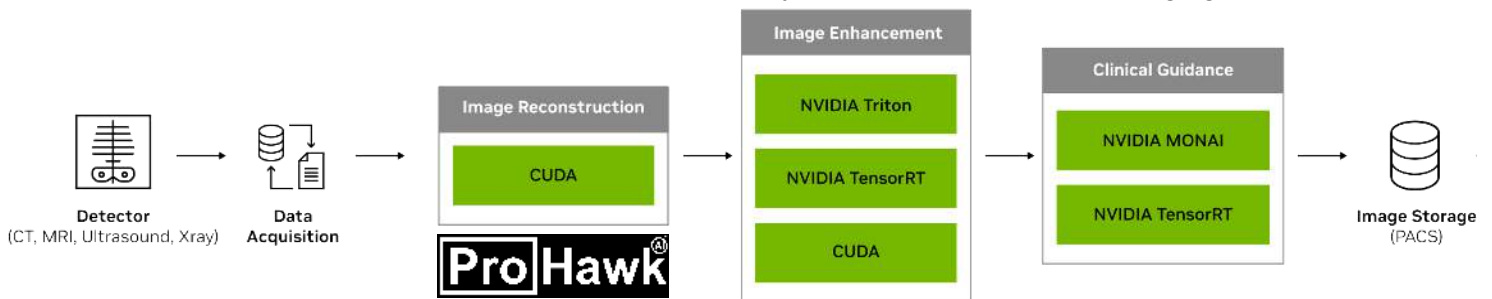 Detector
(CT, MRI, Ultrasound, Xray)
Data
Acquisition
Image Reconstruction
CUDA
ProHawk AI
Image Enhancement
NVIDIA Triton
NVIDIA TensorRT
CUDA
Clinical Guidance
NVIDIA MONAI
NVIDIA TensorRT
Image Storage
(PACS)